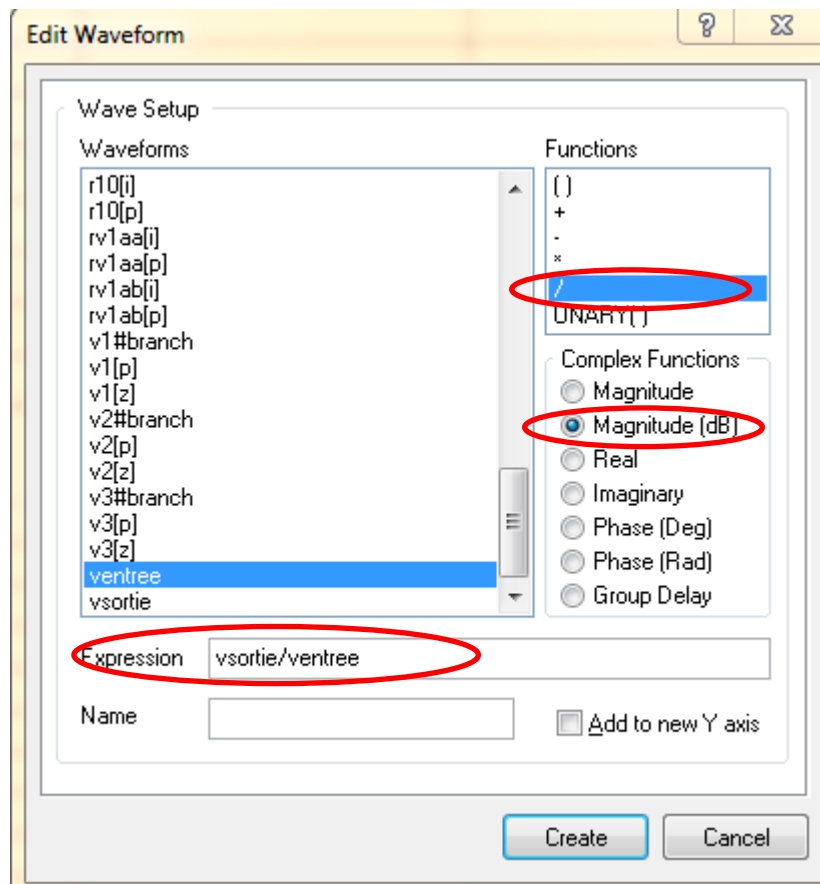 Edit Waveform
Wave Setup
Waveforms
r10[i]
r10[p]
rv1aa[i]
rv1aa[p]
rv1ab[i]
rv1ab[p]
v1#branch
v1[p]
v1[z]
v2#branch
v2[p]
v2[z]
v3#branch
v3[p]
v3[z]
ventree
vsortie
Functions
( )
+
-
*
/
UNARY( )
Complex Functions
Magnitude
Magnitude (dB)
Real
Imaginary
Phase (Deg)
Phase (Rad)
Group Delay
Expression vsortie/ventree
Name
Add to new Y axis
Create Cancel